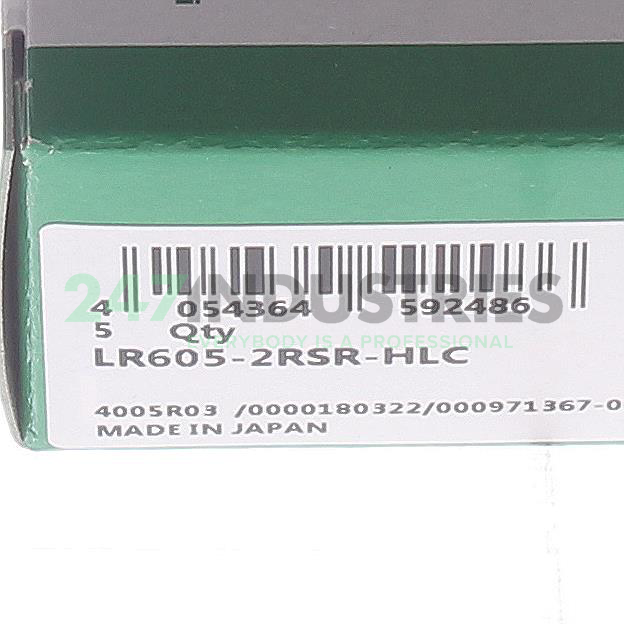 4 054364 592486
5 Qty
LR605-2RSR-HLC
4005R03 /0000180322/000971367-0
MADE IN JAPAN
247INDUSTRIES
EVERYBODY IS A PROFESSIONAL